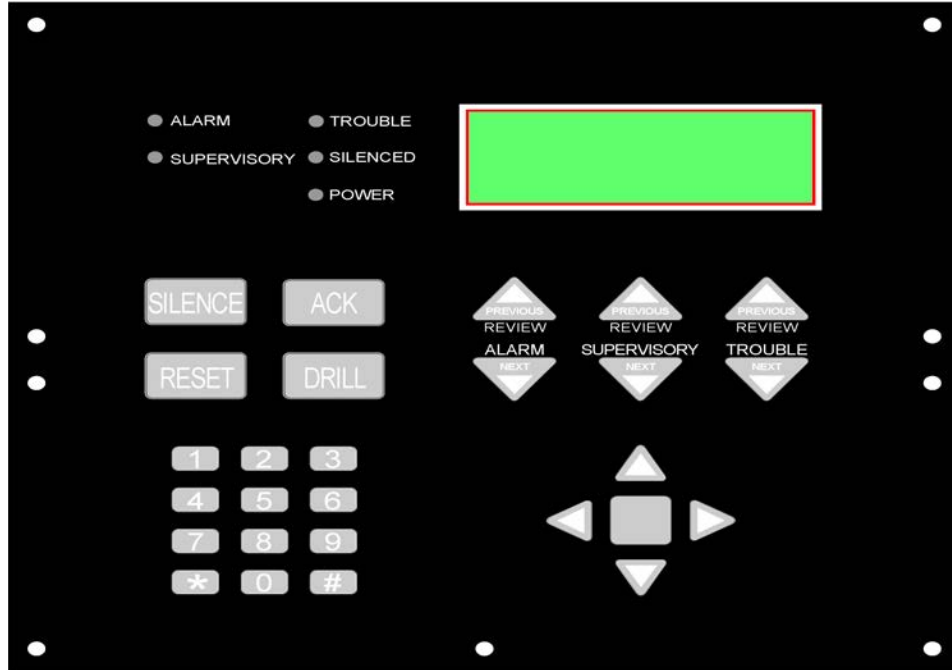 ALARM
TROUBLE
SUPERVISORY
SILENCED
POWER
SILENCE
ACK
PREVIOUS
PREVIOUS
PREVIOUS
REVIEW
REVIEW
REVIEW
ALARM
SUPERVISORY
TROUBLE
RESET
DRILL
NEXT
NEXT
NEXT
1 2 3
4 5 6
7 8 9
* 0 #